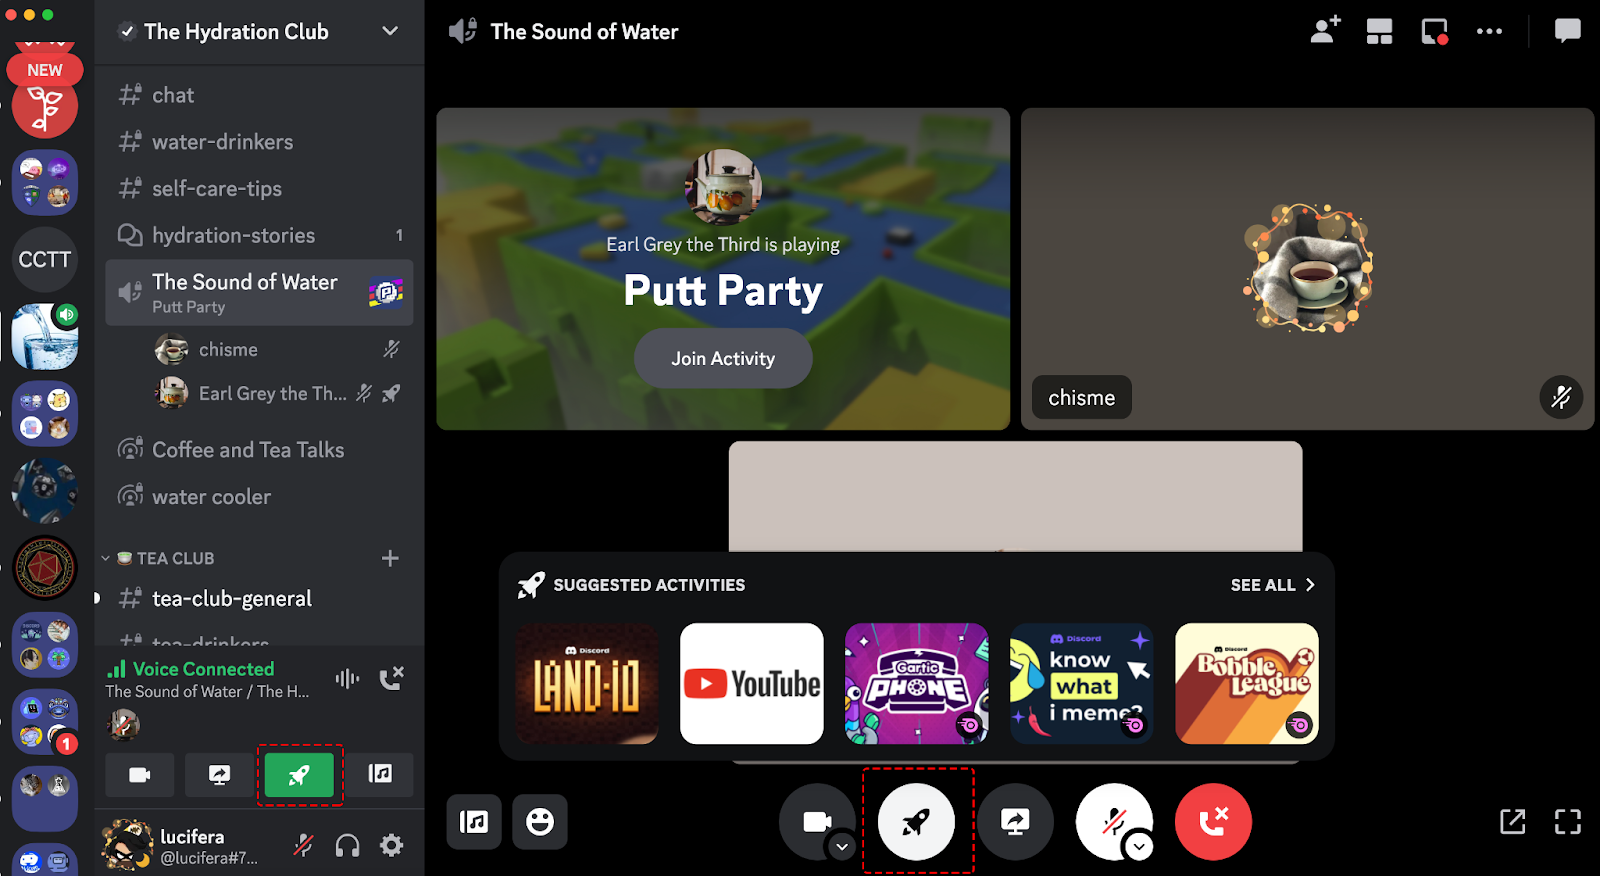 NEW
CCTT
1
The Hydration Club
chat
water-drinkers
self-care-tips
hydration-stories
1
The Sound of Water
Putt Party
chisme
Earl Grey the Th...
Coffee and Tea Talks
water cooler
TEA CLUB
tea-club-general
tea-drinkers
Voice Connected
The Sound of Water / The H...
lucifera
@lucifera#7...
The Sound of Water
Earl Grey the Third is playing
Putt Party
Join Activity
chisme
SUGGESTED ACTIVITIES
SEE ALL
Discord
LAND-IO
YouTube
Gartic
PHONE
Discord
know
what
i meme?
Discord
Bobble
League